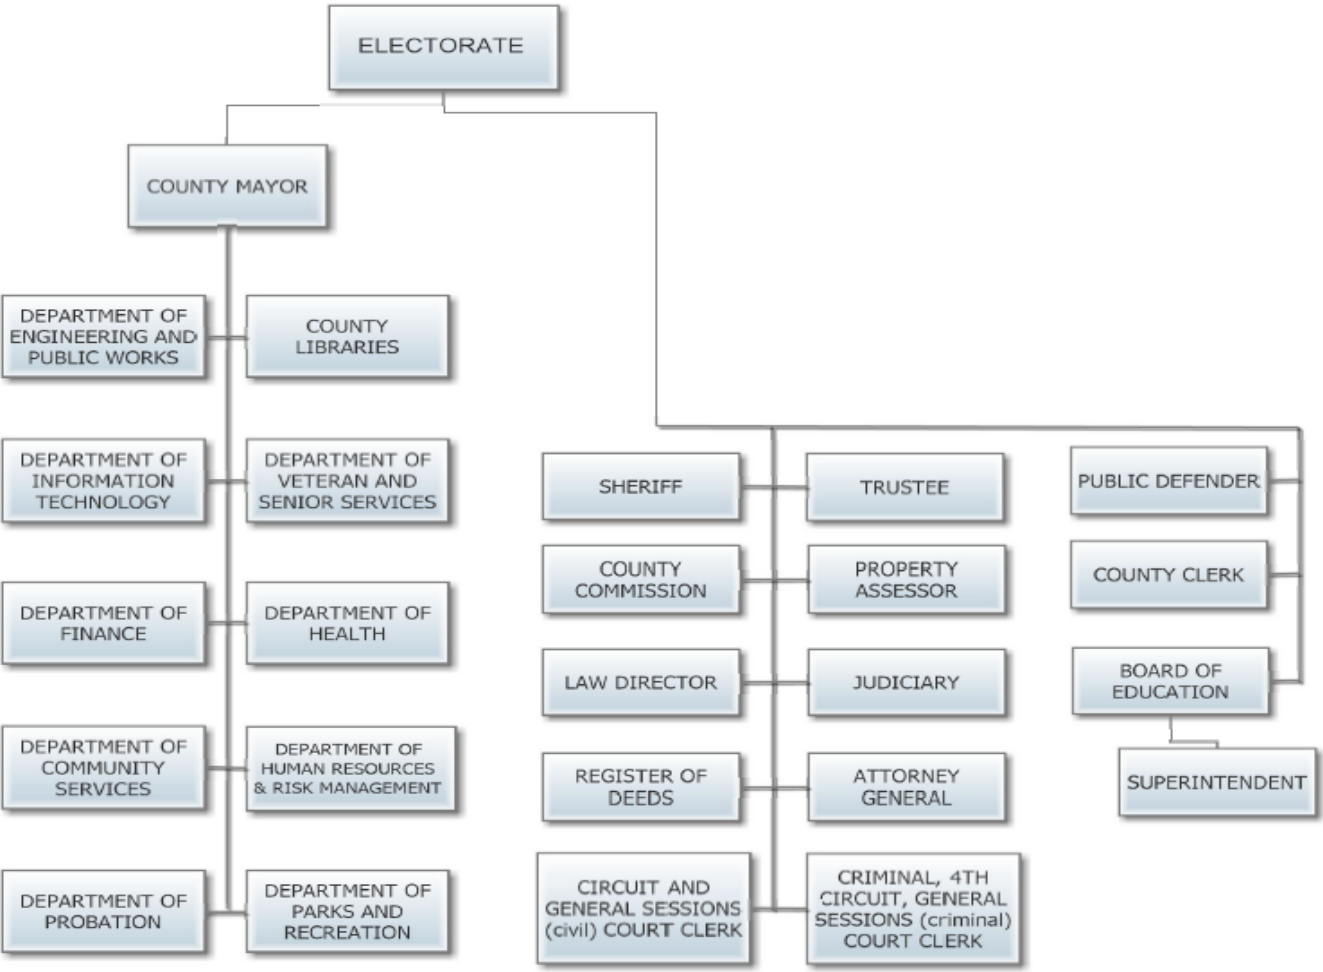 ELECTORATE
COUNTY MAYOR
DEPARTMENT OF
ENGINEERING AND
PUBLIC WORKS
COUNTY
LIBRARIES
DEPARTMENT OF
INFORMATION
TECHNOLOGY
DEPARTMENT OF
VETERAN AND
SENIOR SERVICES
DEPARTMENT OF
FINANCE
DEPARTMENT OF
HEALTH
DEPARTMENT OF
COMMUNITY
SERVICES
DEPARTMENT OF
HUMAN RESOURCES
& RISK MANAGEMENT
DEPARTMENT OF
PROBATION
DEPARTMENT OF
PARKS AND
RECREATION
SHERIFF
TRUSTEE
COUNTY
COMMISSION
PROPERTY
ASSESSOR
LAW DIRECTOR
JUDICIARY
REGISTER OF
DEEDS
ATTORNEY
GENERAL
CIRCUIT AND
GENERAL SESSIONS
(civil) COURT CLERK
CRIMINAL, 4TH
CIRCUIT, GENERAL
SESSIONS (criminal)
COURT CLERK
PUBLIC DEFENDER
COUNTY CLERK
BOARD OF
EDUCATION
SUPERINTENDENT